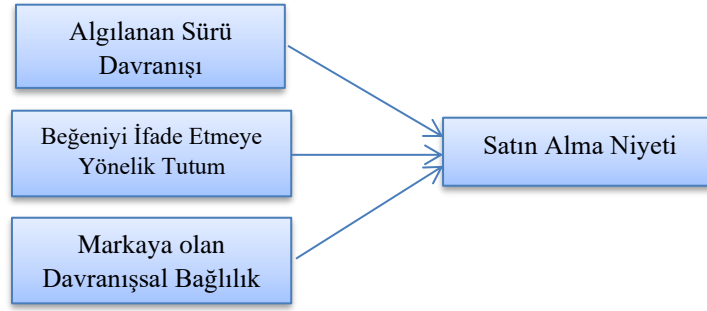 Algılanan Sürü
Davranışı
Beğeniyi İfade Etmeye
Yönelik Tutum
Satın Alma Niyeti
Markaya olan
Davranışsal Bağlılık